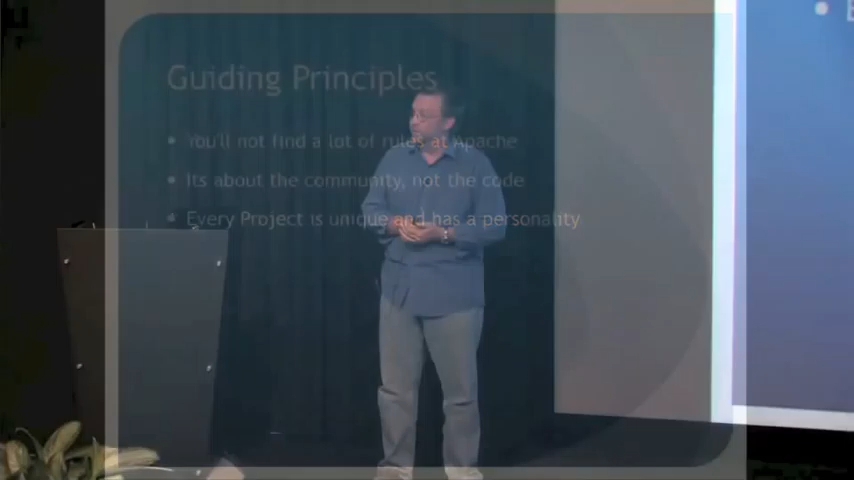 Guiding Principles
• You'll not find a lot of rules at Apache
• Its about the community, not the code
• Every Project is unique and has a personality